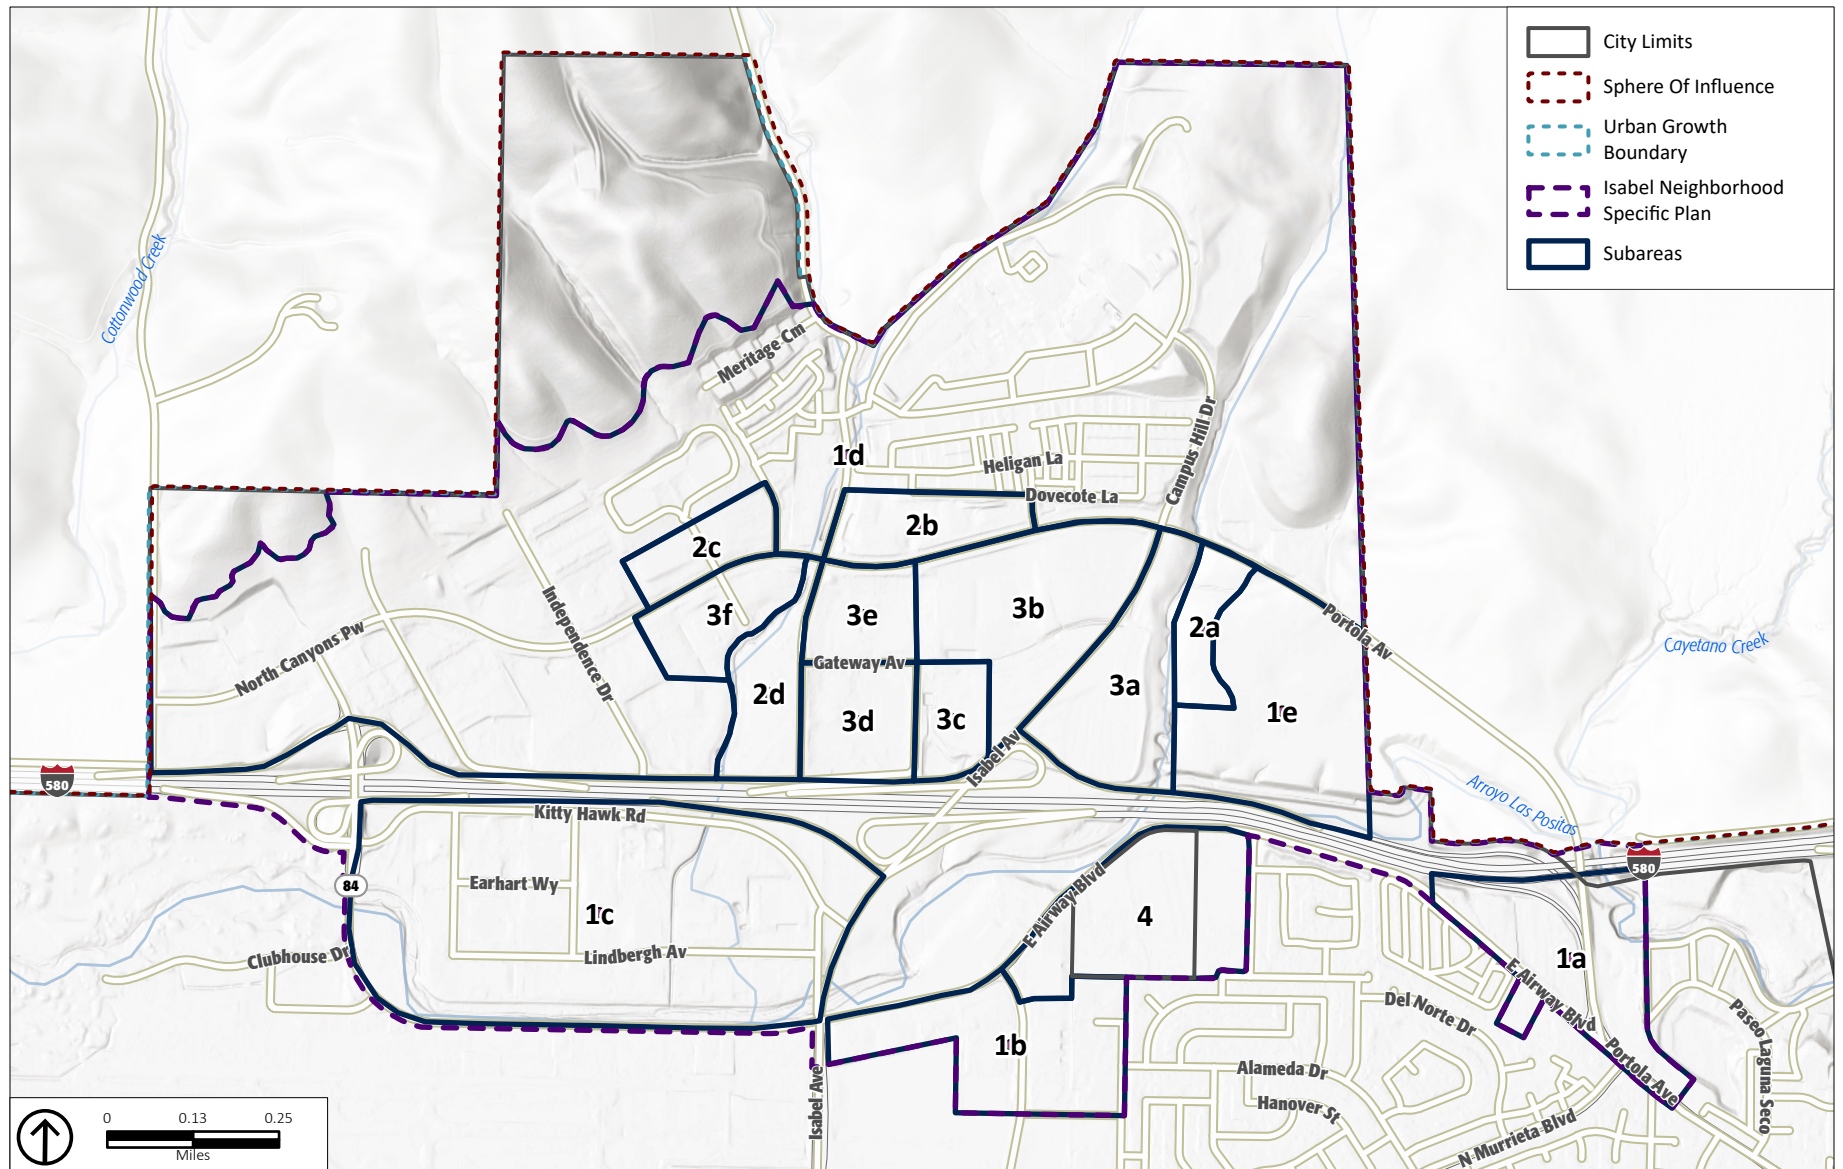 City Limits
Sphere Of Influence
Urban Growth
Boundary
Isabel Neighborhood
Specific Plan
Subareas
Cottonwood Creek
Meritage Cm
1d
Heligan La
Campus Hill Dr
Dovecote La
2b
2c
Independence Dr
3f
3e
3b
2a
Portola Av
Cayetano Creek
North Canyons Pw
Gateway Av
2d
3d
3c
3a
1e
Isabel Av
580
Arroyo Las Positas
Kitty Hawk Rd
580
84
Earhart Wy
1c
E Airway Blvd
4
Clubhouse Dr
Lindbergh Av
1a
E Airway Blvd
Del Norte Dr
1b
Paseo Laguna Seco
Portola Ave
Alameda Dr
Isabel Ave
Hanover St
N Murrieta Blvd
0 0.13 0.25
Miles